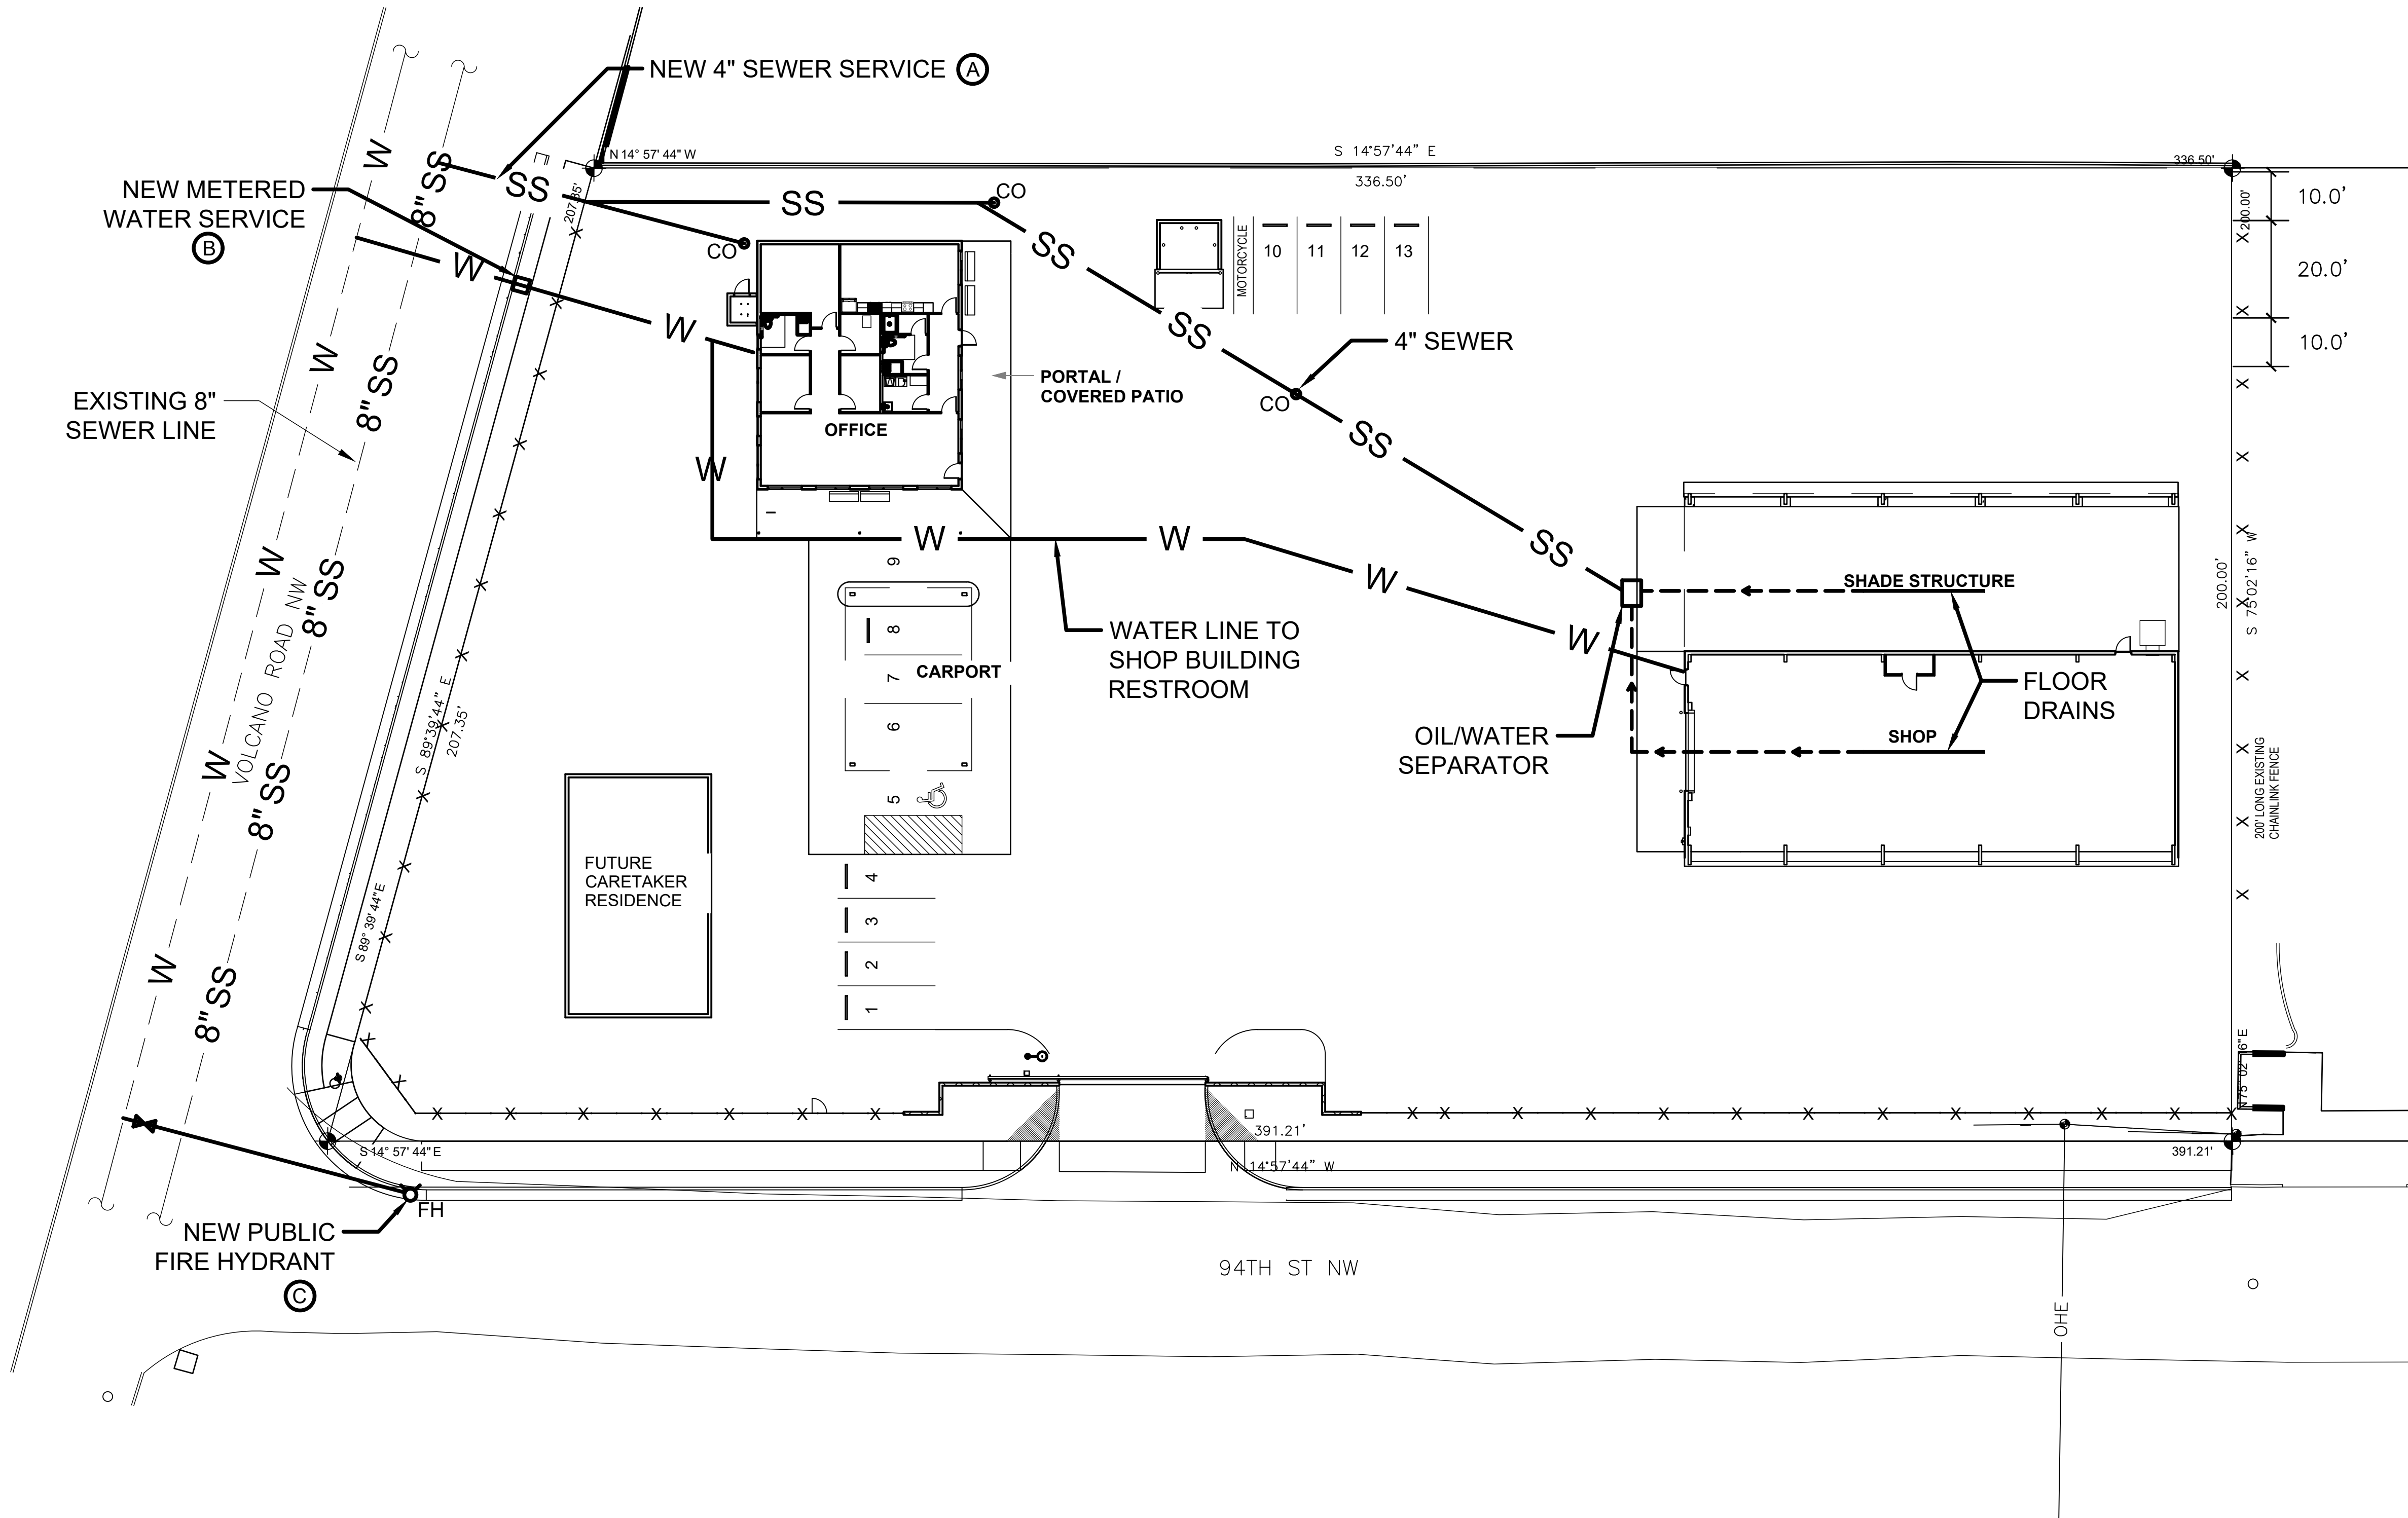 NEW 4" SEWER SERVICE A
N 14° 57' 44" W
S 14°57'44" E
336.50'
336.50'
NEW METERED
WATER SERVICE
B
W
8" SS
SS
207.35'
SS
CO
CO
200.00'
10.0'
20.0'
10.0'
W
W
SS
MOTORCYCLE
10
11
12
13
SS
4" SEWER
CO
EXISTING 8"
SEWER LINE
W
8" SS
PORTAL /
COVERED PATIO
OFFICE
W
SS
SS
W
W
W
W
W
8" SS
VOLCANO ROAD NW
9
8
7
6
5
CARPORT
WATER LINE TO
SHOP BUILDING
RESTROOM
SHADE STRUCTURE
200.00'
S 75°02'16" W
FLOOR
DRAINS
SHOP
OIL/WATER
SEPARATOR
200' LONG EXISTING
CHAINLINK FENCE
S 89°39'44" E
207.35'
W
8" SS
FUTURE
CARETAKER
RESIDENCE
4
3
2
1
S 89° 39' 44" E
W
8" SS
391.21'
N 14°57'44" W
S 14° 57' 44" E
391.21'
FH
NEW PUBLIC
FIRE HYDRANT
C
94TH ST NW
OHE